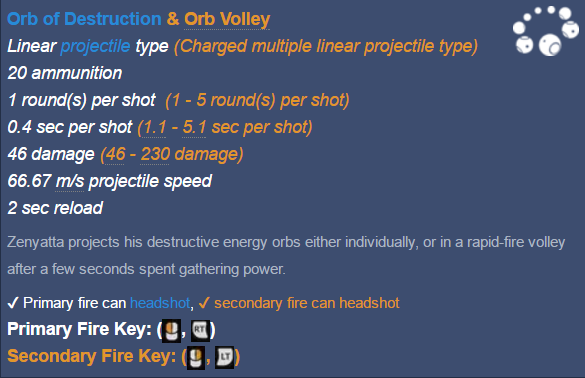 Orb of Destruction & Orb Volley
Linear projectile type (Charged multiple linear projectile type)
20 ammunition
1 round(s) per shot (1 - 5 round(s) per shot)
0.4 sec per shot (1.1 - 5.1 sec per shot)
46 damage (46 - 230 damage)
66.67 m/s projectile speed
2 sec reload
Zenyatta projects his destructive energy orbs either individually, or in a rapid-fire volley
after a few seconds spent gathering power.
✔ Primary fire can headshot, ✔ secondary fire can headshot
Primary Fire Key: (, RT)
Secondary Fire Key: (, LT)